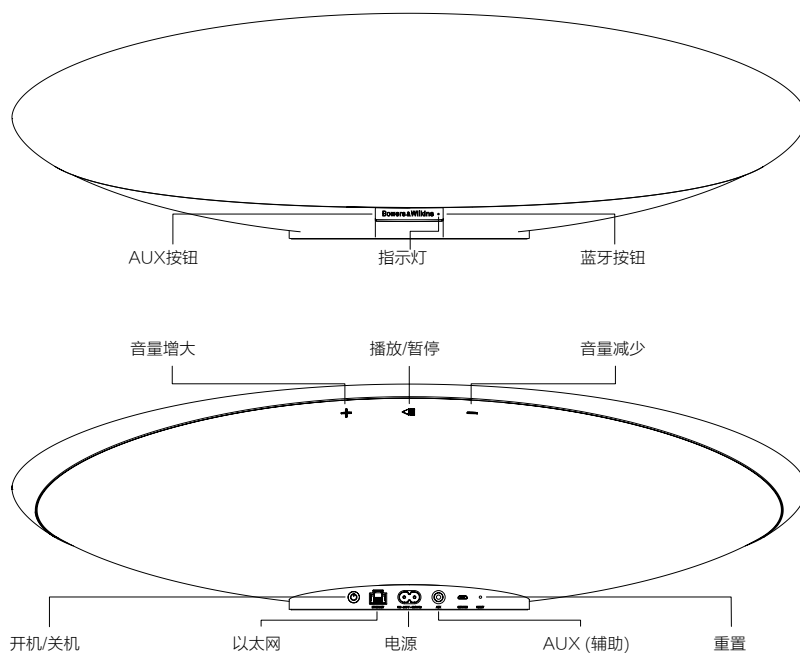 Bowers & Wilkins
AUX按钮
指示灯
蓝牙按钮
音量增大
播放/暂停
音量减少
开机/关机
以太网
电源
AUX (辅助)
重置